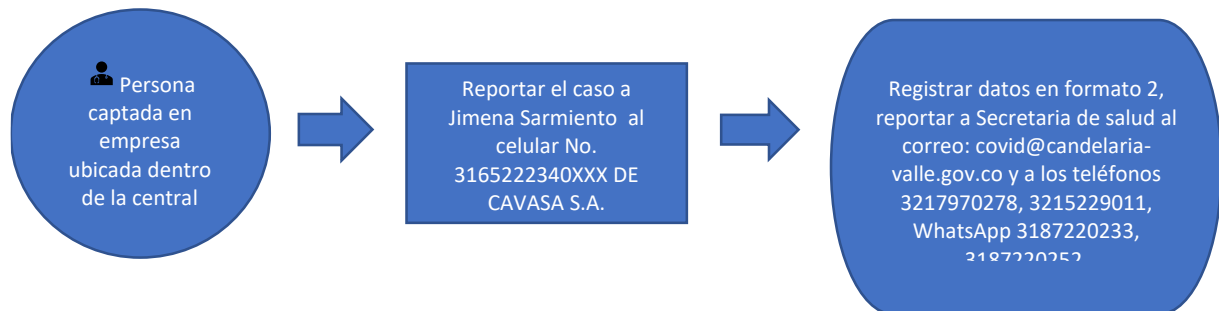 Persona
captada en
empresa
ubicada dentro
de la central
Reportar el caso a
Jimena Sarmiento al
celular No.
3165222340XXX DE
CAVASA S.A.
Registrar datos en formato 2,
reportar a Secretaria de salud al
correo: covid@candelaria-
valle.gov.co y a los teléfonos
3217970278, 3215229011,
WhatsApp 3187220233,
3187220252